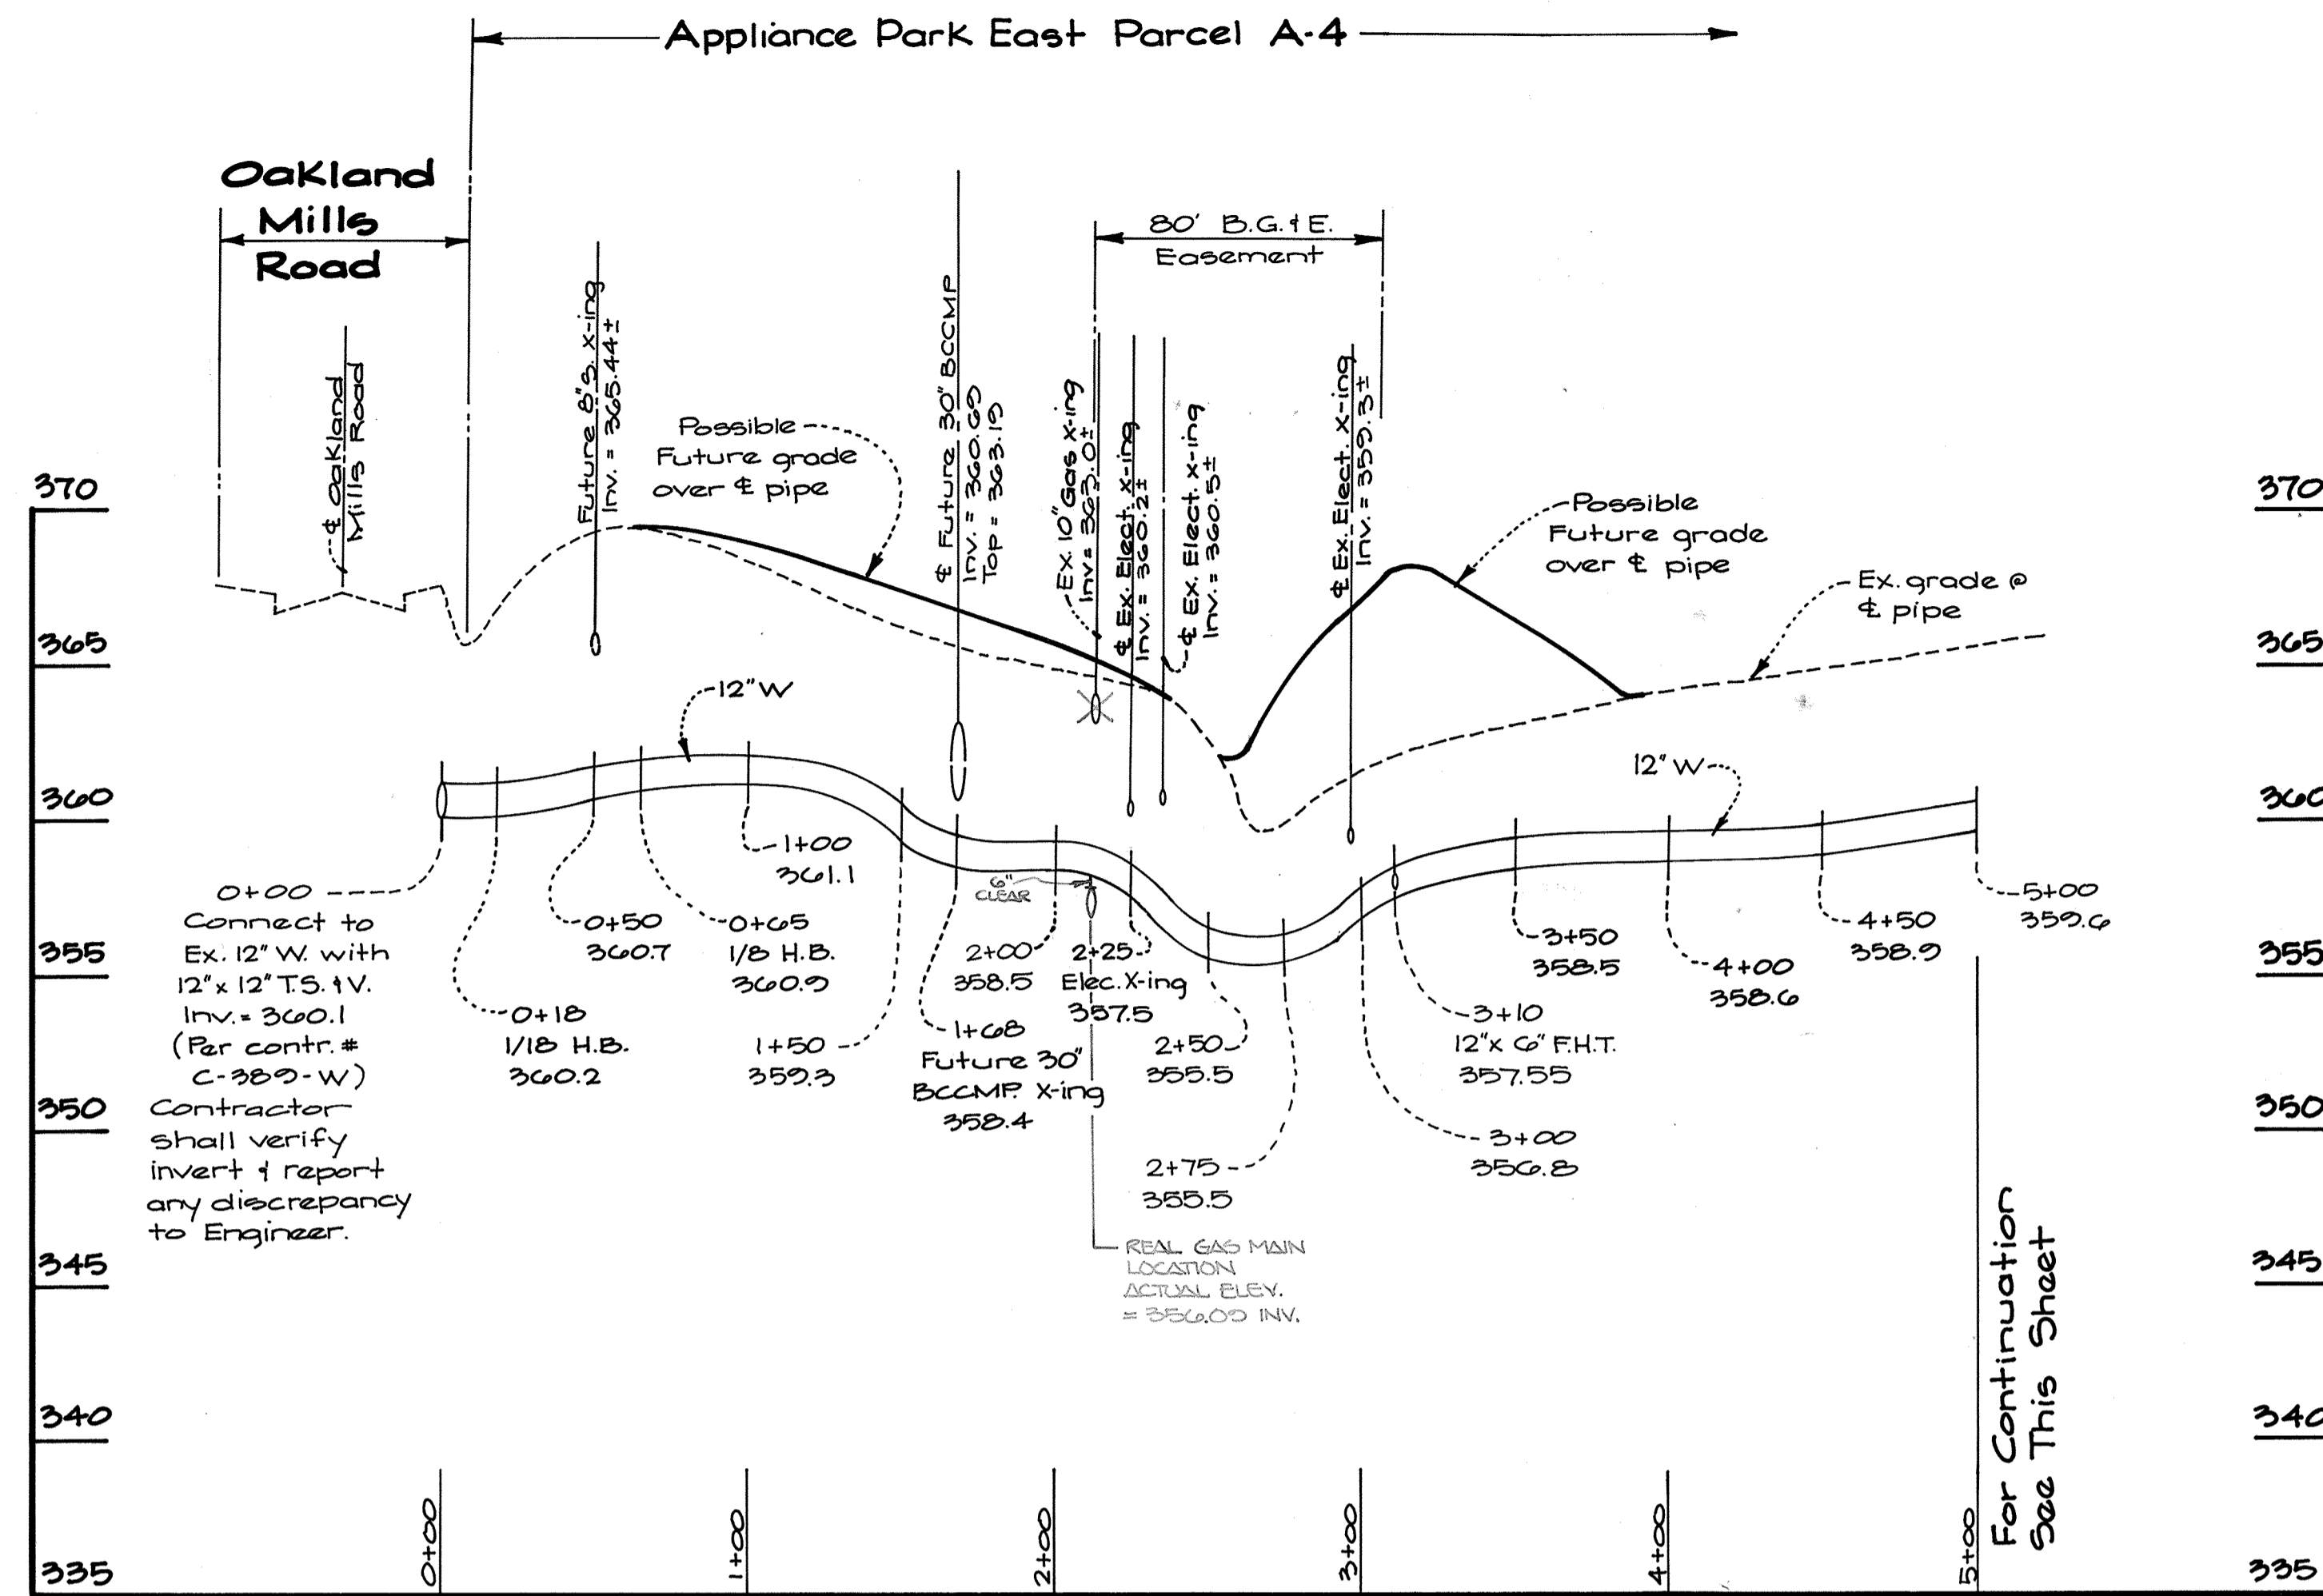 Appliance Park East Parcel A-4
Oakland
Mills
Road
80' B.G.&E.
Easement
℄ Oakland
Mills Road
Future 8"S. X-ing
Inv. = 365.44±
Possible
Future grade
over ℄ pipe
℄ Future 30" BCCMP
Inv. = 360.69
Top = 363.19
Ex. 10" Gas X-ing
Inv = 363.0±
℄ Ex. Elect. X-ing
Inv. = 360.2±
℄ Ex. Elect. X-ing
Inv. = 360.5±
℄ Ex. Elect. X-ing
Inv. = 359.3±
Possible
Future grade
over ℄ pipe
Ex. grade @
℄ pipe
370
365
360
355
350
345
340
335
370
365
360
355
350
345
340
335
12" W
12" W
0+00
Connect to
Ex. 12" W. with
12" x 12" T.S. & V.
Inv. = 360.1
(Per contr. #
C-389-W)
Contractor
shall verify
invert & report
any discrepancy
to Engineer.
0+18
1/18 H.B.
360.2
0+50
360.7
0+65
1/8 H.B.
360.9
1+00
361.1
1+50
359.3
1+68
Future 30"
BCCMP. X-ing
358.4
6"
CLEAR
2+00
358.5
2+25
Elec. X-ing
357.5
2+50
355.5
2+75
355.5
REAL GAS MAIN
LOCATION
ACTUAL ELEV.
= 356.09 INV.
3+00
356.8
3+10
12" x 6" F.H.T.
357.55
3+50
358.5
4+00
358.6
4+50
358.9
5+00
359.6
For Continuation
See This Sheet
0+00
1+00
2+00
3+00
4+00
5+00